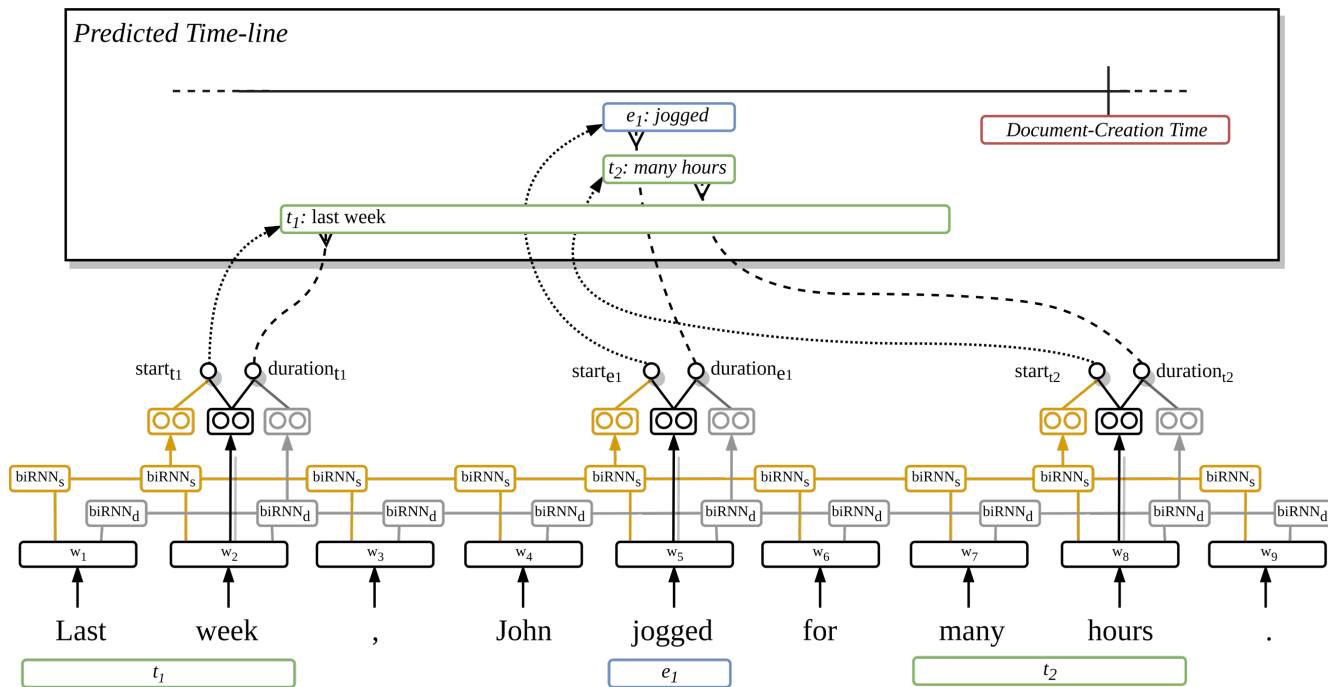 Predicted Time-line
e1: jogged
Document-Creation Time
t2: many hours
t1: last week
startt1 durationt1 starte1 duratione1 startt2 durationt2
biRNNs biRNNs biRNNs biRNNs biRNNs biRNNs biRNNs biRNNs biRNNs
biRNNd biRNNd biRNNd biRNNd biRNNd biRNNd biRNNd biRNNd biRNNd
w1 w2 w3 w4 w5 w6 w7 w8 w9
Last week , John jogged for many hours .
t1 e1 t2